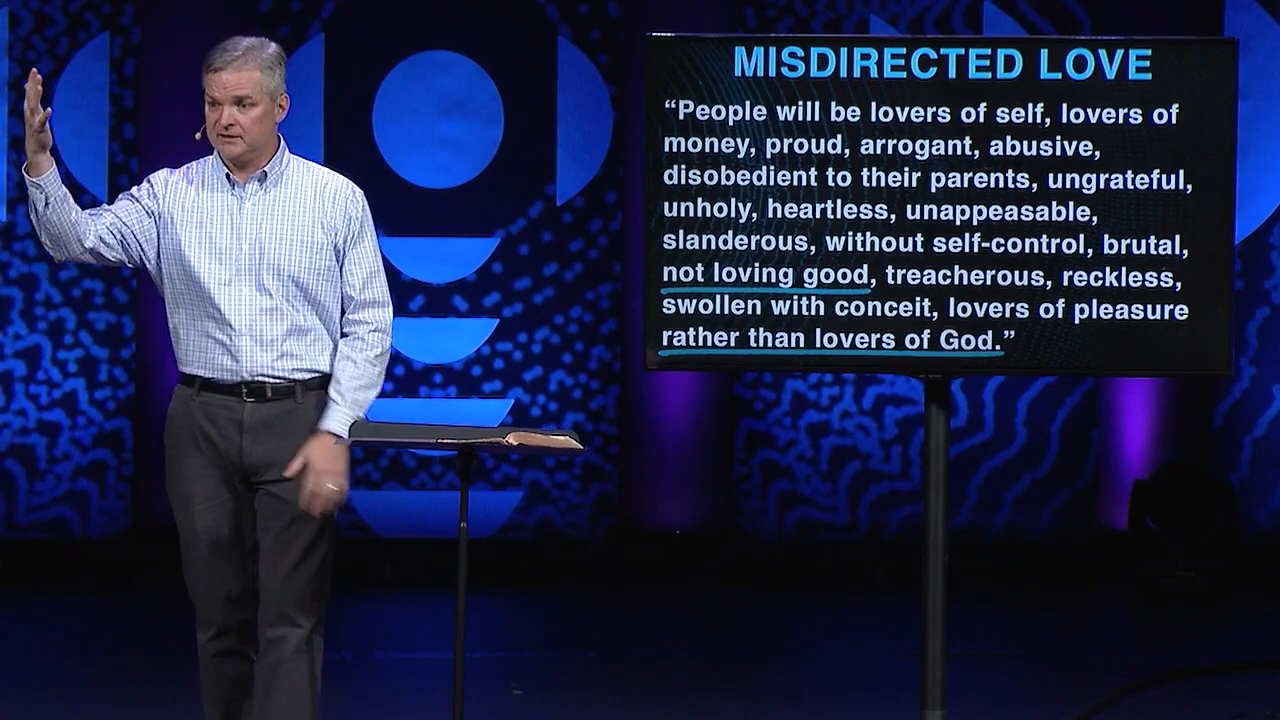 MISDIRECTED LOVE
“People will be lovers of self, lovers of
money, proud, arrogant, abusive,
disobedient to their parents, ungrateful,
unholy, heartless, unappeasable,
slanderous, without self-control, brutal,
not loving good, treacherous, reckless,
swollen with conceit, lovers of pleasure
rather than lovers of God.”